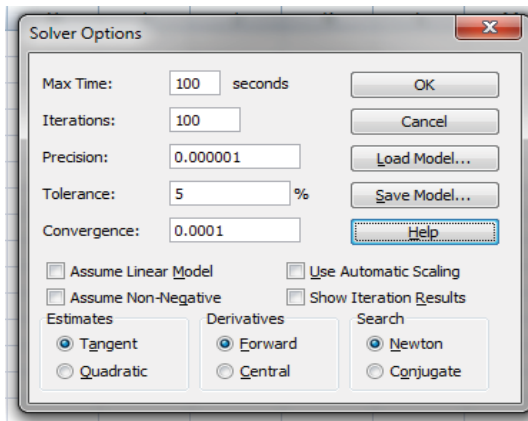 Solver Options
Max Time: 100 seconds OK
Iterations: 100 Cancel
Precision: 0.000001 Load Model...
Tolerance: 5 % Save Model...
Convergence: 0.0001 Help
Assume Linear Model Use Automatic Scaling
Assume Non-Negative Show Iteration Results
Estimates Derivatives Search
Tangent Forward Newton
Quadratic Central Conjugate